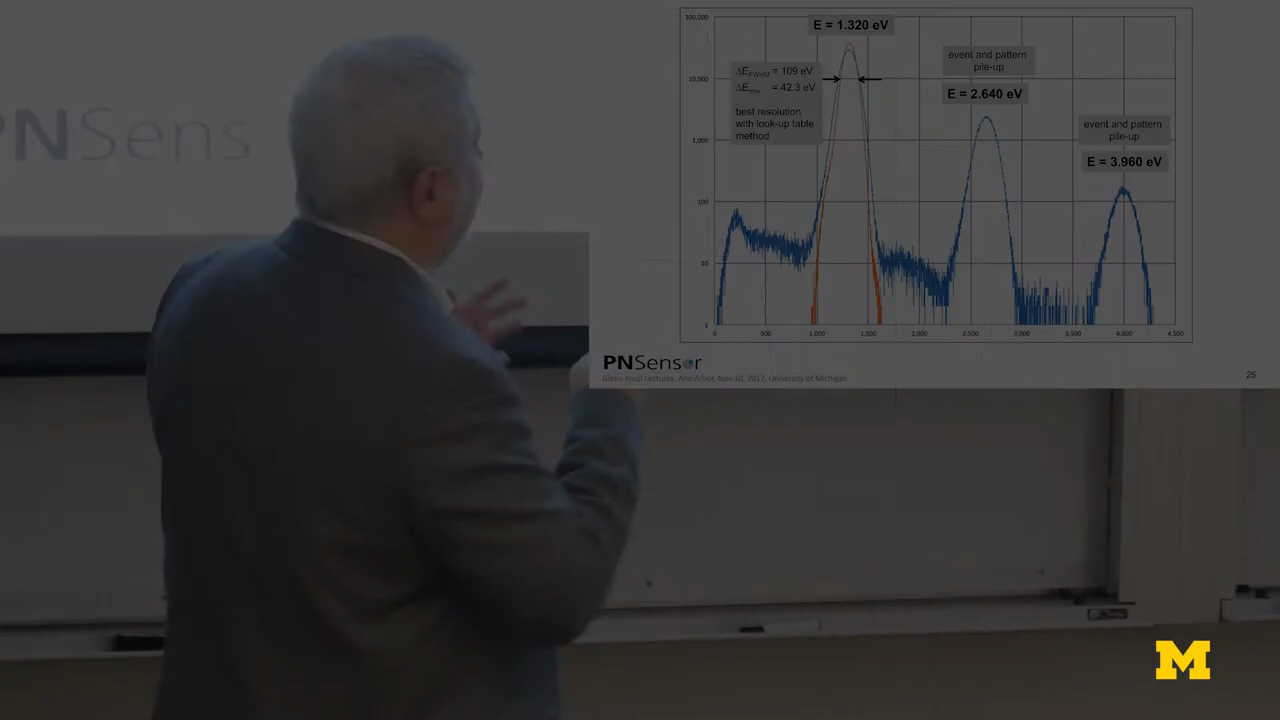 PNSens
100,000
10,000
1,000
100
10
1
0
500
1,000
1,500
2,000
2,500
3,000
3,500
4,000
4,500
E = 1.320 eV
ΔE_FWHM = 109 eV
ΔE_rms = 42.3 eV
best resolution
with look-up table
method
event and pattern
pile-up
E = 2.640 eV
event and pattern
pile-up
E = 3.960 eV
PNSensor
Glenn Knoll Lectures, Ann Arbor, Nov-10, 2017, University of Michigan
25
M